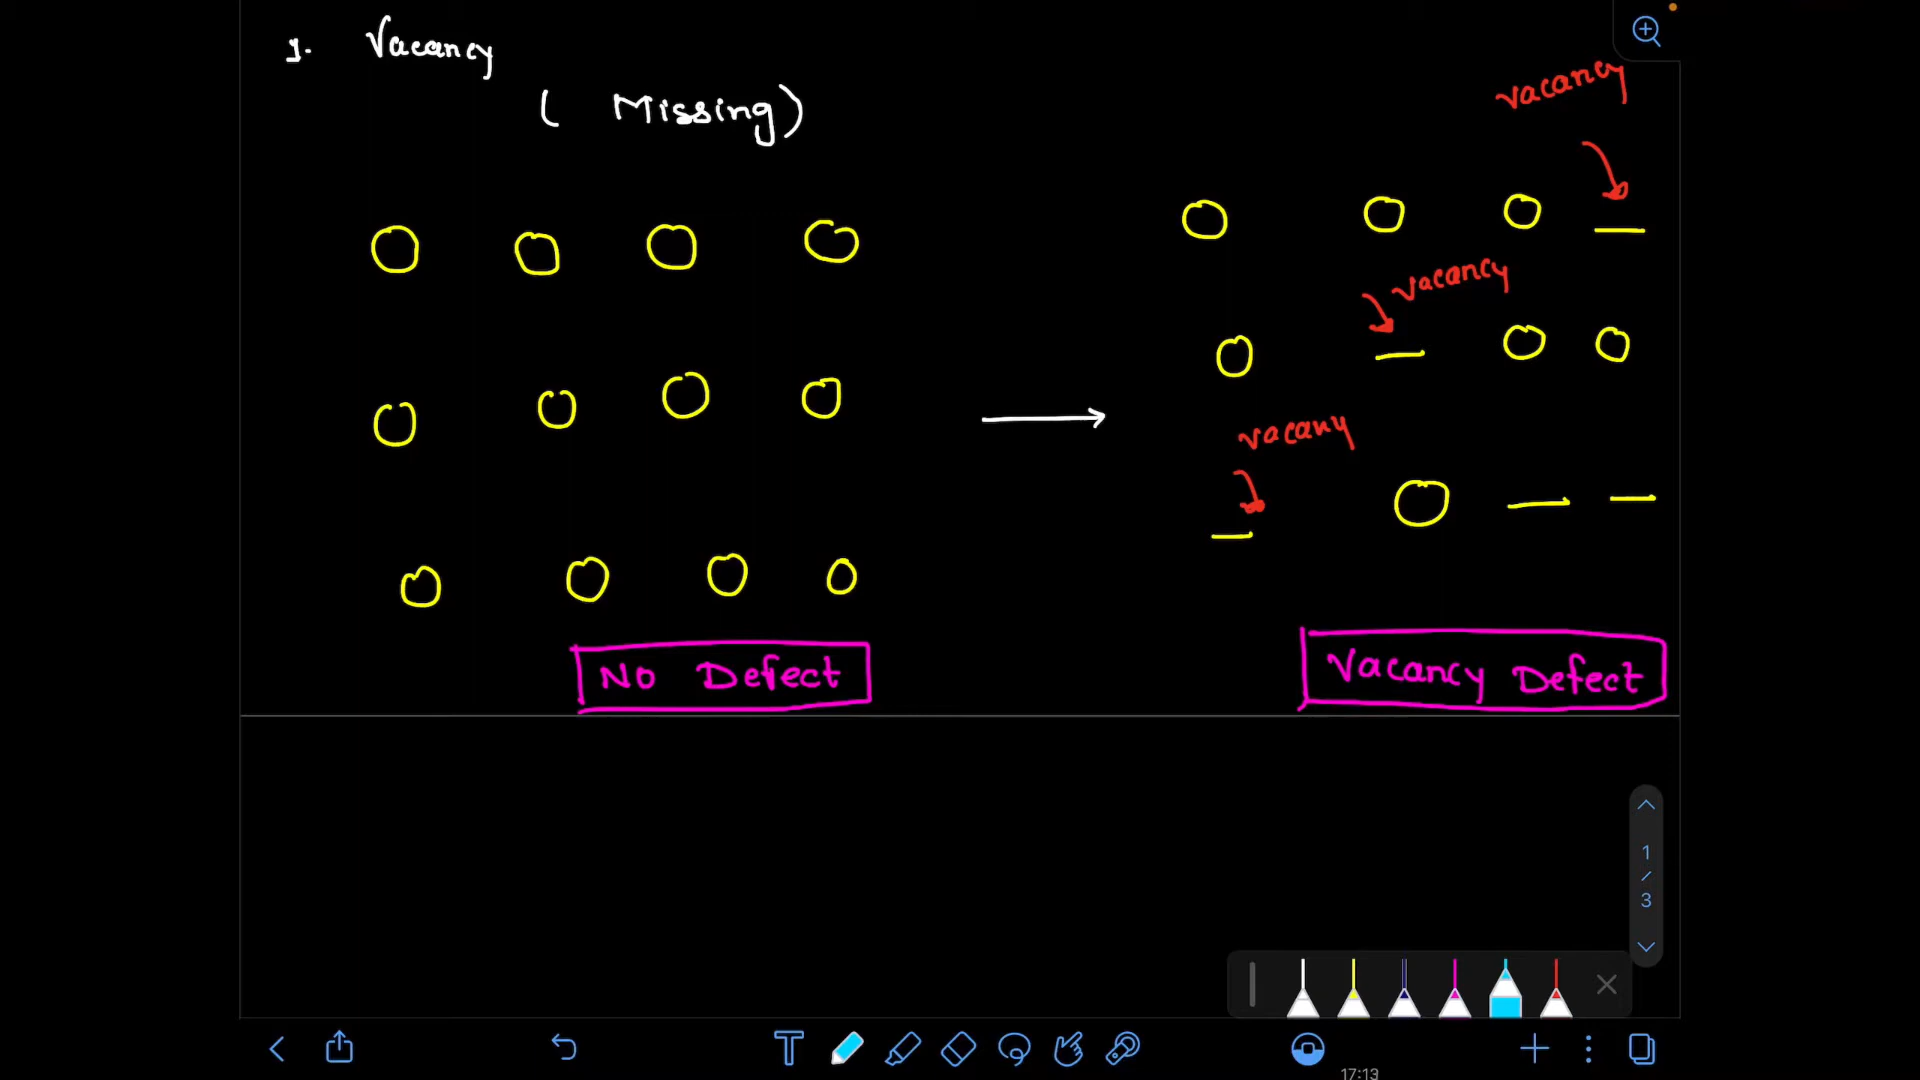 1. Vacancy
( Missing)
vacancy
vacancy
vacany
No Defect
Vacancy Defect
1
/
3
T
17:13